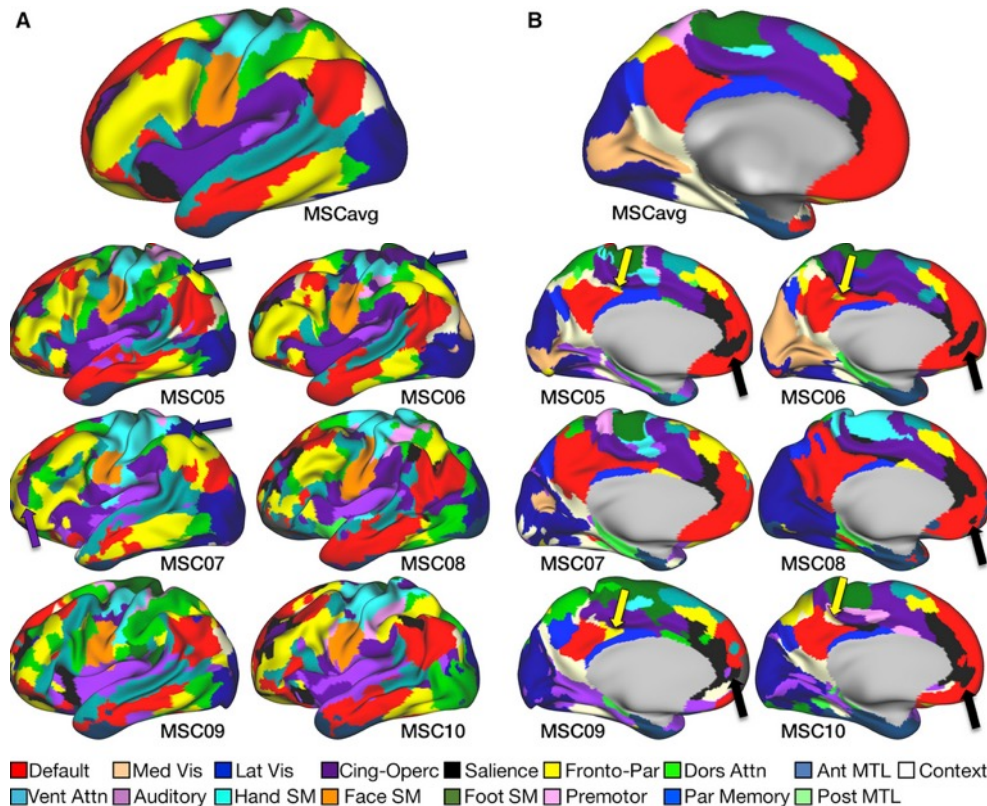 A
B
MSCavg
MSCavg
MSC05
MSC06
MSC05
MSC06
MSC07
MSC08
MSC07
MSC08
MSC09
MSC10
MSC09
MSC10
Default Med Vis Lat Vis Cing-Operc Salience Fronto-Par Dors Attn Ant MTL Context
Vent Attn Auditory Hand SM Face SM Foot SM Premotor Par Memory Post MTL